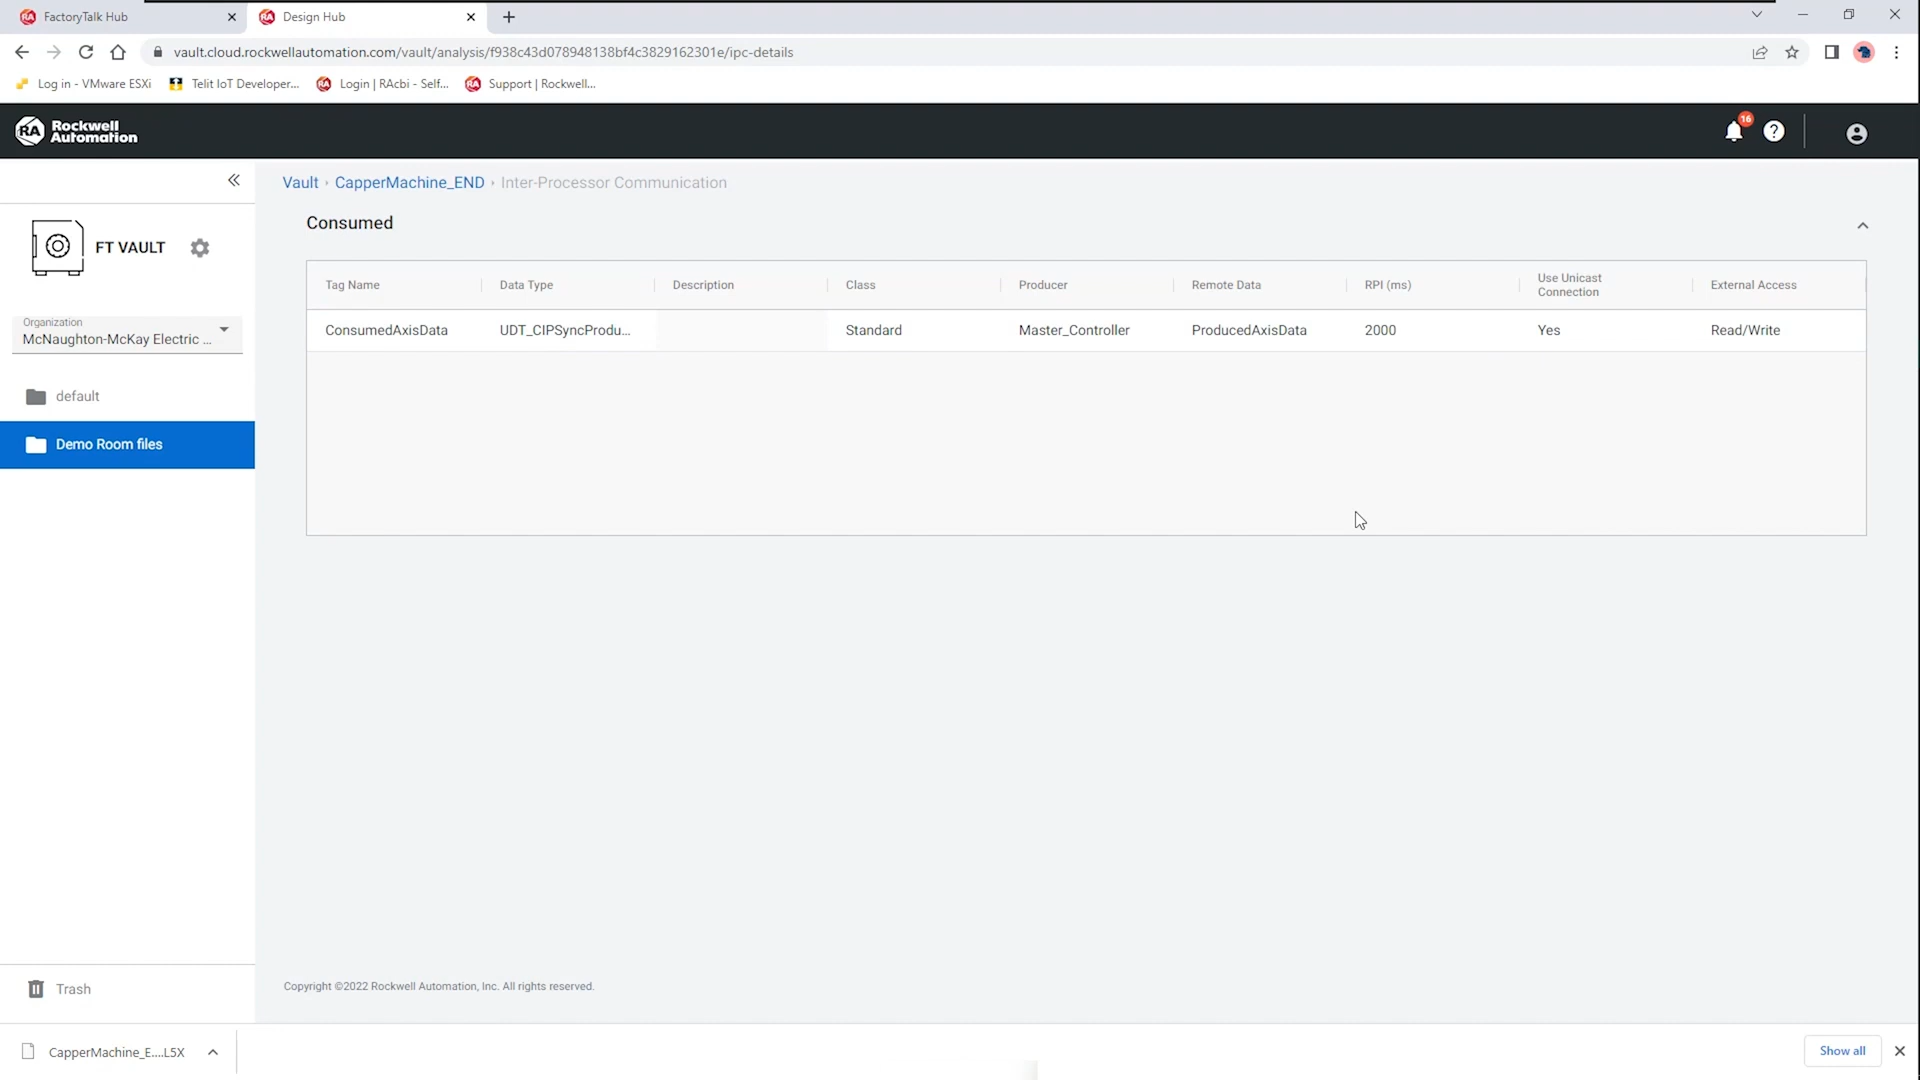 FactoryTalk Hub
Design Hub
vault.cloud.rockwellautomation.com/vault/analysis/f938c43d078948138bf4c3829162301e/ipc-details
Log in - VMware ESXi
Telit IoT Developer...
Login | RAcbi - Self...
Support | Rockwell...
RA Rockwell
Automation
16
?
FT VAULT
Organization
McNaughton-McKay Electric ...
default
Demo Room files
Trash
Vault › CapperMachine_END › Inter-Processor Communication
Consumed
Tag Name Data Type Description Class Producer Remote Data RPI (ms) Use Unicast Connection External Access
ConsumedAxisData UDT_CIPSyncProdu... Standard Master_Controller ProducedAxisData 2000 Yes Read/Write
Copyright ©2022 Rockwell Automation, Inc. All rights reserved.
CapperMachine_E....L5X
Show all